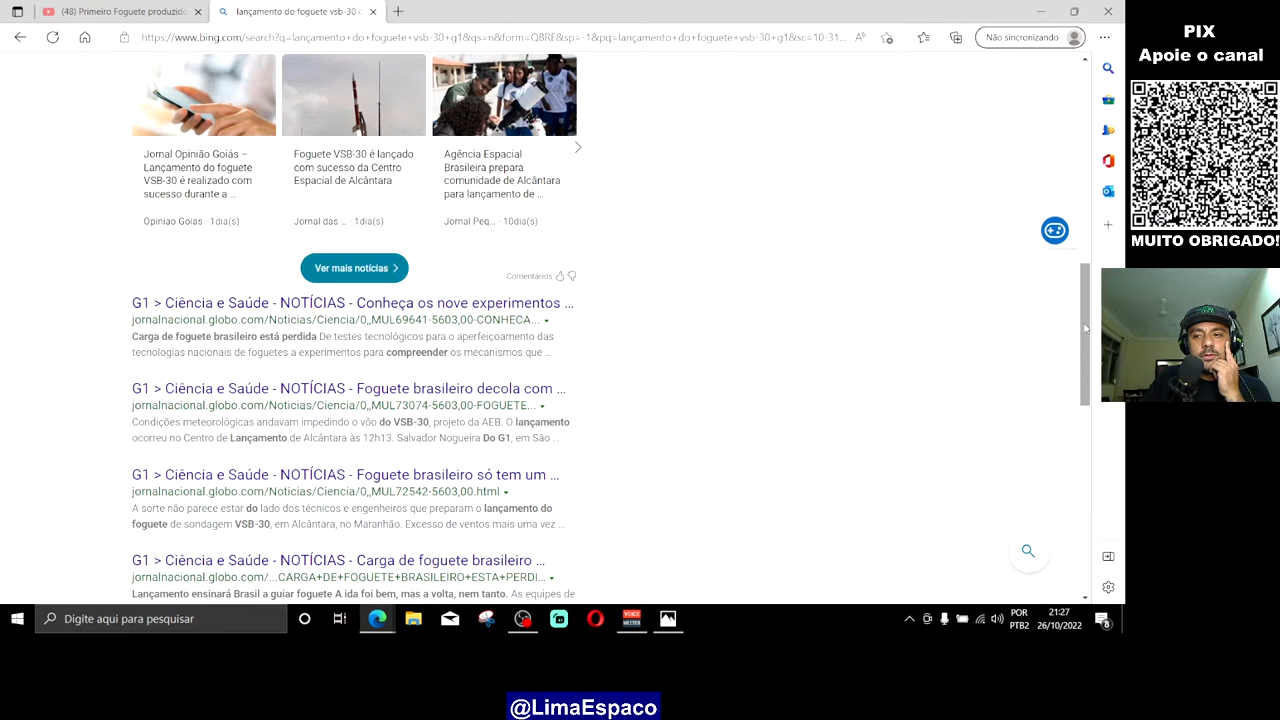 (48) Primeiro Foguete produzido
lançamento do foguete vsb-30 g
https://www.bing.com/search?q=lançamento+do+foguete+vsb-30+g1&qs=n&form=QBRE&sp=-1&pq=lançamento+do+foguete+vsb-30+g1&sc=10-31...
Não sincronizando
PIX
Apoie o canal
MUITO OBRIGADO!
Jornal Opinião Goiás –
Lançamento do foguete
VSB-30 é realizado com
sucesso durante a ...
Opiniao Goias · 1dia(s)
Foguete VSB-30 é lançado
com sucesso da Centro
Espacial de Alcântara
Jornal das ... · 1dia(s)
Agência Espacial
Brasileira prepara
comunidade de Alcântara
para lançamento de ...
Jornal Peq... · 10dia(s)
Ver mais notícias
Comentários
G1 > Ciência e Saúde - NOTÍCIAS - Conheça os nove experimentos ...
jornalnacional.globo.com/Noticias/Ciencia/0,,MUL69641-5603,00-CONHECA...
Carga de foguete brasileiro está perdida De testes tecnológicos para o aperfeiçoamento das
tecnologias nacionais de foguetes a experimentos para compreender os mecanismos que ...
G1 > Ciência e Saúde - NOTÍCIAS - Foguete brasileiro decola com ...
jornalnacional.globo.com/Noticias/Ciencia/0,,MUL73074-5603,00-FOGUETE...
Condições meteorológicas andavam impedindo o vôo do VSB-30, projeto da AEB. O lançamento
ocorreu no Centro de Lançamento de Alcântara às 12h13. Salvador Nogueira Do G1, em São ...
G1 > Ciência e Saúde - NOTÍCIAS - Foguete brasileiro só tem um ...
jornalnacional.globo.com/Noticias/Ciencia/0,,MUL72542-5603,00.html
A sorte não parece estar do lado dos técnicos e engenheiros que preparam o lançamento do
foguete de sondagem VSB-30, em Alcântara, no Maranhão. Excesso de ventos mais uma vez ...
G1 > Ciência e Saúde - NOTÍCIAS - Carga de foguete brasileiro ...
jornalnacional.globo.com/...CARGA+DE+FOGUETE+BRASILEIRO+ESTA+PERDI...
Lançamento ensinará Brasil a guiar foguete A ida foi bem, mas a volta, nem tanto. As equipes de
Digite aqui para pesquisar
VOICE
MEETER
POR
PTB2
21:27
26/10/2022
8
@LimaEspaco